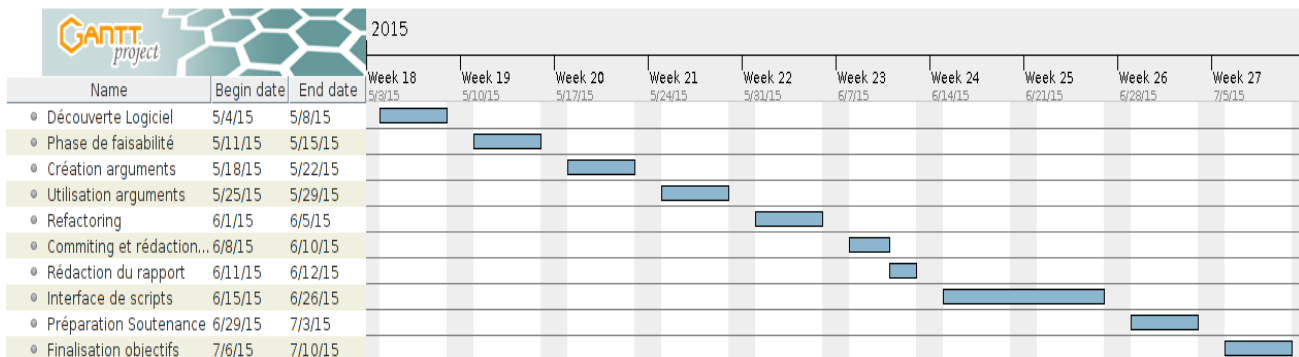 GANTT
project
2015
Week 18 Week 19 Week 20 Week 21 Week 22 Week 23 Week 24 Week 25 Week 26 Week 27
Name Begin date End date 5/3/15 5/10/15 5/17/15 5/24/15 5/31/15 6/7/15 6/14/15 6/21/15 6/28/15 7/5/15
Découverte Logiciel 5/4/15 5/8/15
Phase de faisabilité 5/11/15 5/15/15
Création arguments 5/18/15 5/22/15
Utilisation arguments 5/25/15 5/29/15
Refactoring 6/1/15 6/5/15
Commiting et rédaction... 6/8/15 6/10/15
Rédaction du rapport 6/11/15 6/12/15
Interface de scripts 6/15/15 6/26/15
Préparation Soutenance 6/29/15 7/3/15
Finalisation objectifs 7/6/15 7/10/15